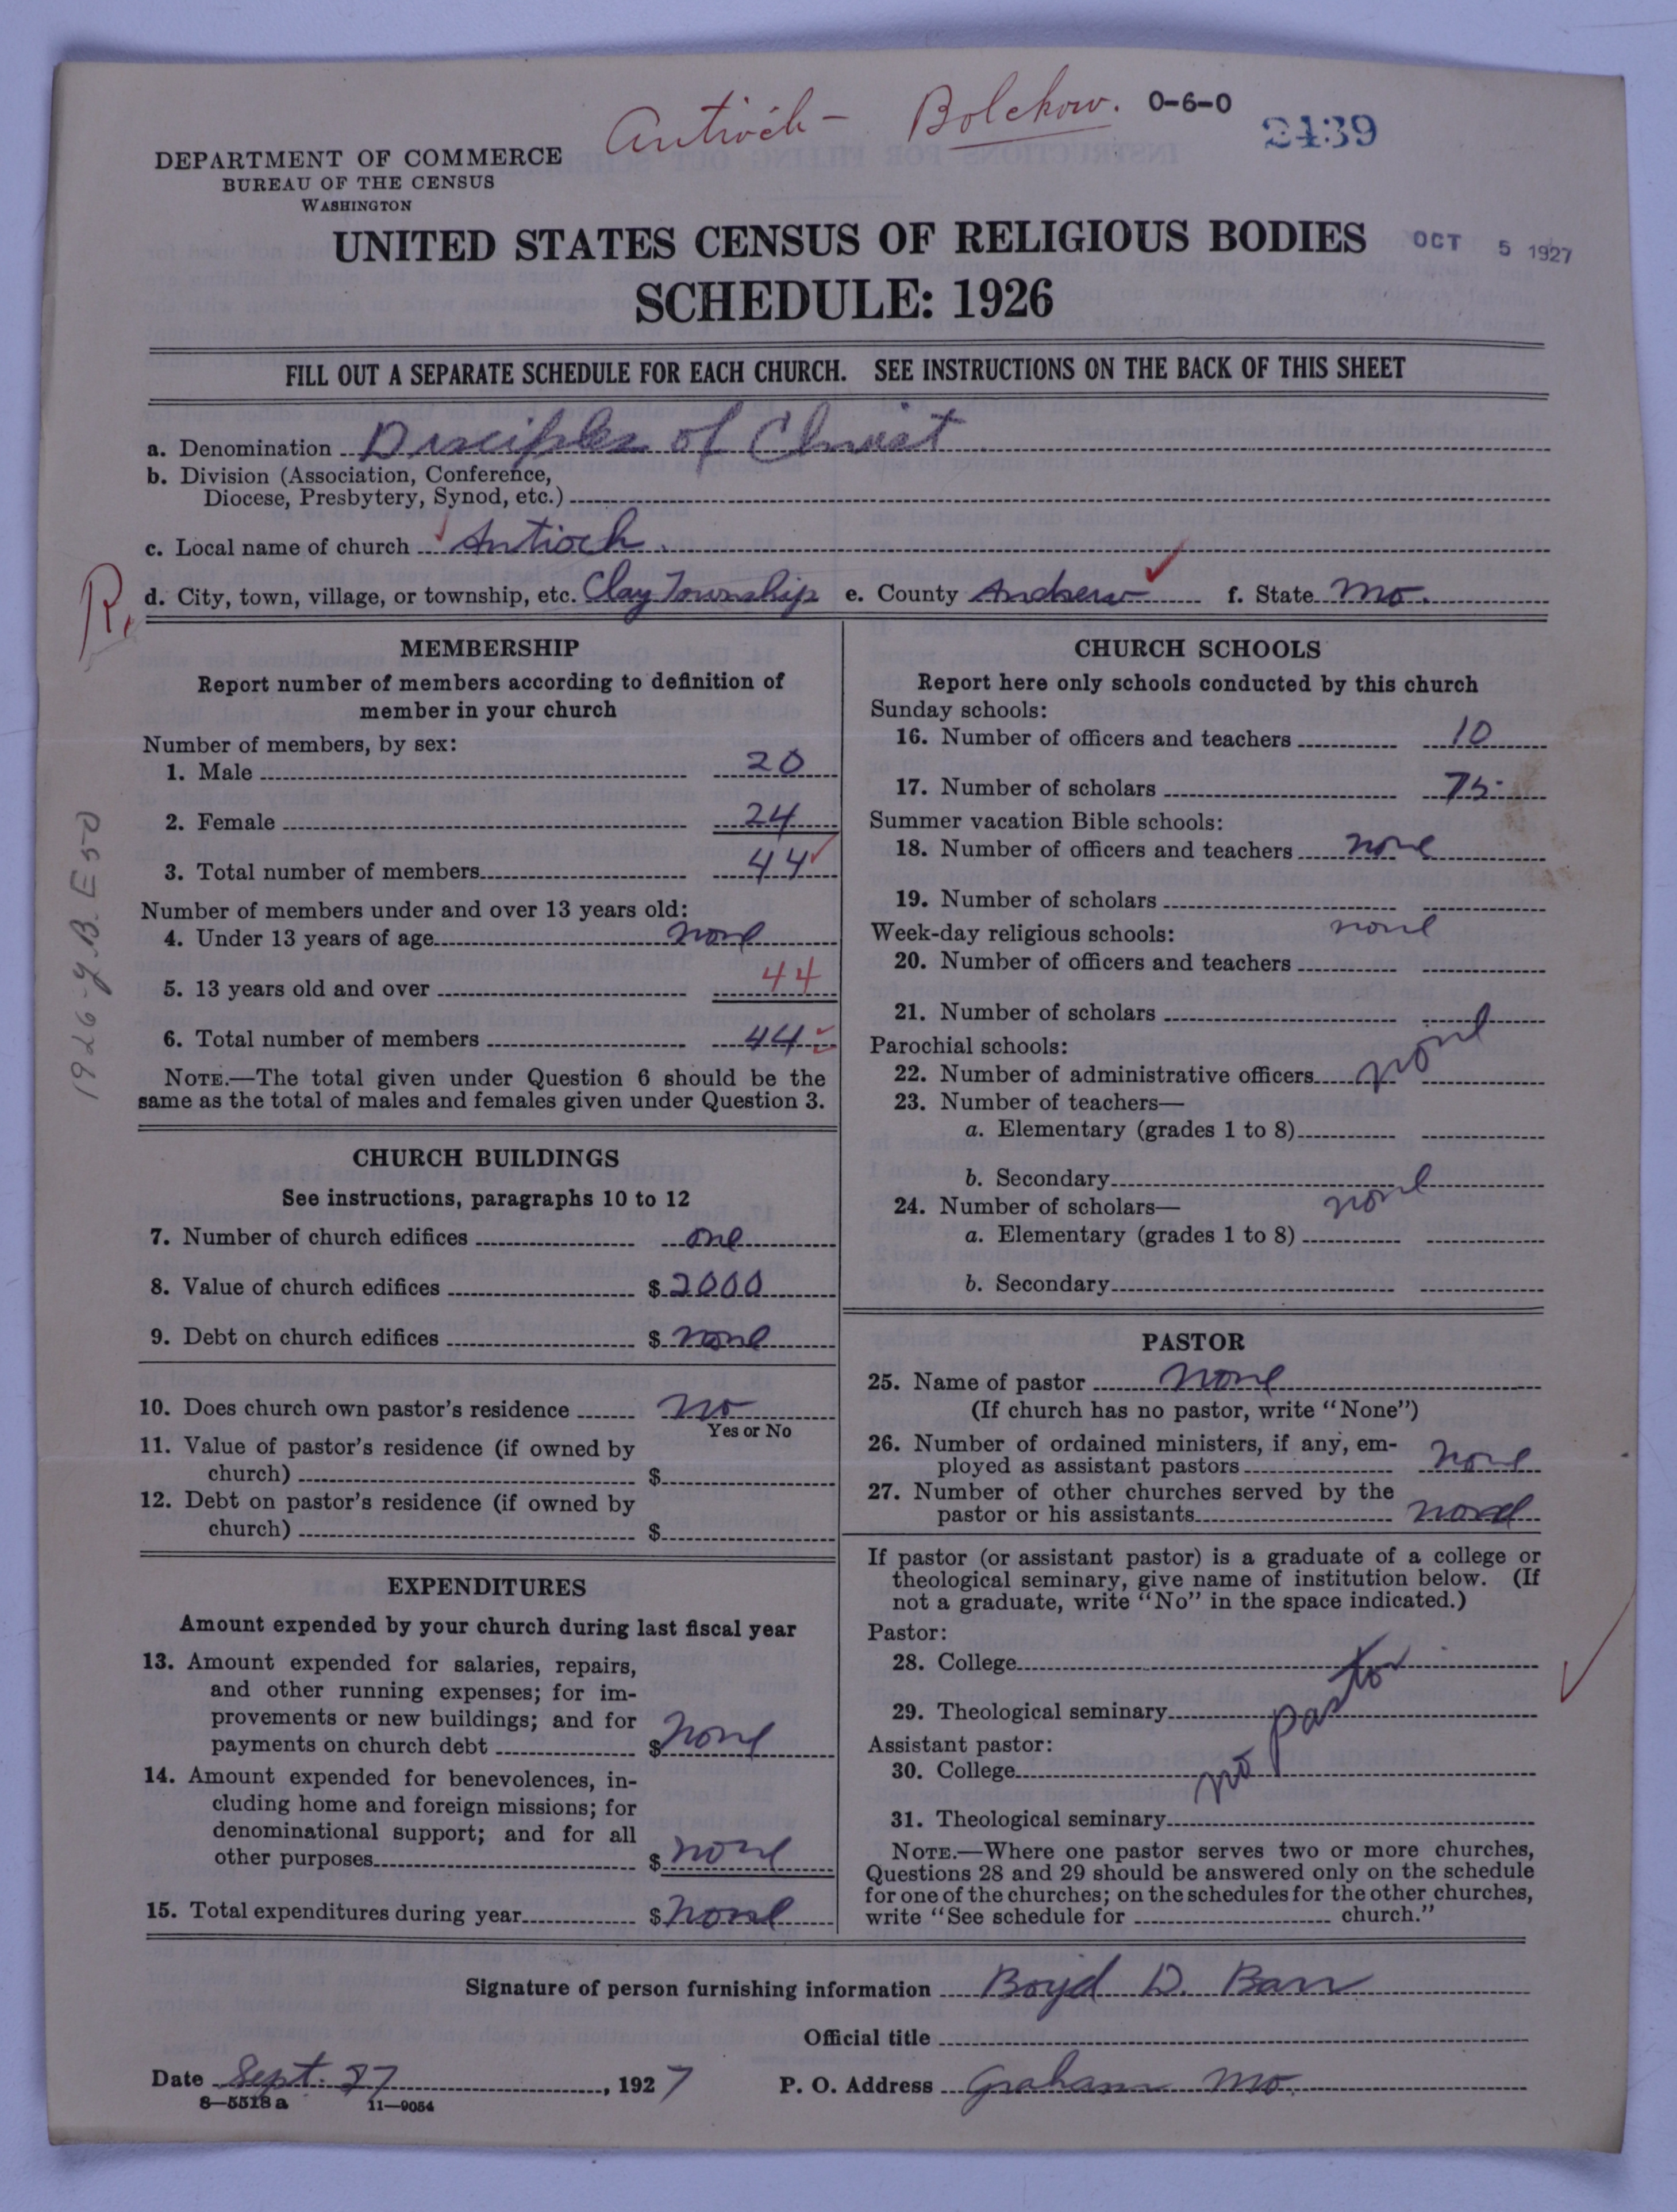 Antioch - Bolckow. 0-6-0
2439
DEPARTMENT OF COMMERCE
BUREAU OF THE CENSUS
WASHINGTON
UNITED STATES CENSUS OF RELIGIOUS BODIES
OCT 5 1927
SCHEDULE: 1926
FILL OUT A SEPARATE SCHEDULE FOR EACH CHURCH. SEE INSTRUCTIONS ON THE BACK OF THIS SHEET
a. Denomination Disciples of Christ
b. Division (Association, Conference,
Diocese, Presbytery, Synod, etc.)
c. Local name of church Antioch
R. d. City, town, village, or township, etc. Clay Township e. County Andrew f. State Mo.
1926-J.B. E50
MEMBERSHIP
Report number of members according to definition of
member in your church
Number of members, by sex:
1. Male 20
2. Female 24
3. Total number of members 44
Number of members under and over 13 years old:
4. Under 13 years of age none
5. 13 years old and over 44
6. Total number of members 44
NOTE.—The total given under Question 6 should be the
same as the total of males and females given under Question 3.
CHURCH BUILDINGS
See instructions, paragraphs 10 to 12
7. Number of church edifices one
8. Value of church edifices $ 2000
9. Debt on church edifices $ none
10. Does church own pastor's residence no
Yes or No
11. Value of pastor's residence (if owned by
church) $
12. Debt on pastor's residence (if owned by
church) $
EXPENDITURES
Amount expended by your church during last fiscal year
13. Amount expended for salaries, repairs,
and other running expenses; for im-
provements or new buildings; and for
payments on church debt $ none
14. Amount expended for benevolences, in-
cluding home and foreign missions; for
denominational support; and for all
other purposes $ none
15. Total expenditures during year $ none
CHURCH SCHOOLS
Report here only schools conducted by this church
Sunday schools:
16. Number of officers and teachers 10
17. Number of scholars 75
Summer vacation Bible schools:
18. Number of officers and teachers none
19. Number of scholars
Week-day religious schools: none
20. Number of officers and teachers
21. Number of scholars
Parochial schools:
22. Number of administrative officers none
23. Number of teachers—
a. Elementary (grades 1 to 8)
b. Secondary
24. Number of scholars— none
a. Elementary (grades 1 to 8)
b. Secondary
PASTOR
25. Name of pastor none
(If church has no pastor, write "None")
26. Number of ordained ministers, if any, em-
ployed as assistant pastors none
27. Number of other churches served by the
pastor or his assistants none
If pastor (or assistant pastor) is a graduate of a college or
theological seminary, give name of institution below. (If
not a graduate, write "No" in the space indicated.)
Pastor:
28. College
29. Theological seminary
no pastor
Assistant pastor:
30. College
31. Theological seminary
NOTE.—Where one pastor serves two or more churches,
Questions 28 and 29 should be answered only on the schedule
for one of the churches; on the schedules for the other churches,
write "See schedule for church."
Signature of person furnishing information Boyd D. Barr
Official title
Date Sept. 27, 1927 P. O. Address Graham Mo.
8—5518 a 11—9054